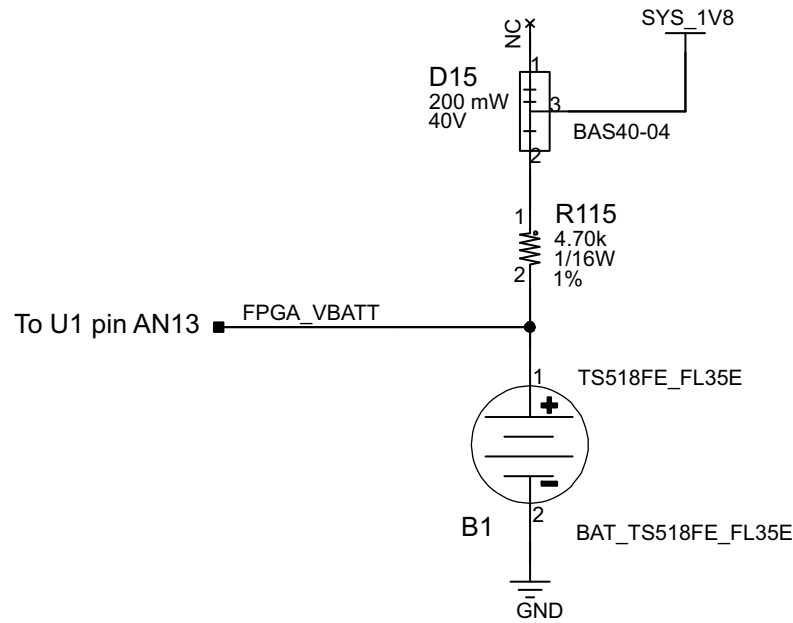 SYS_1V8
NC
1
D15
200 mW
40V
3
BAS40-04
2
1
R115
4.70k
1/16W
1%
2
To U1 pin AN13
FPGA_VBATT
1
TS518FE_FL35E
+
-
2
B1
BAT_TS518FE_FL35E
GND